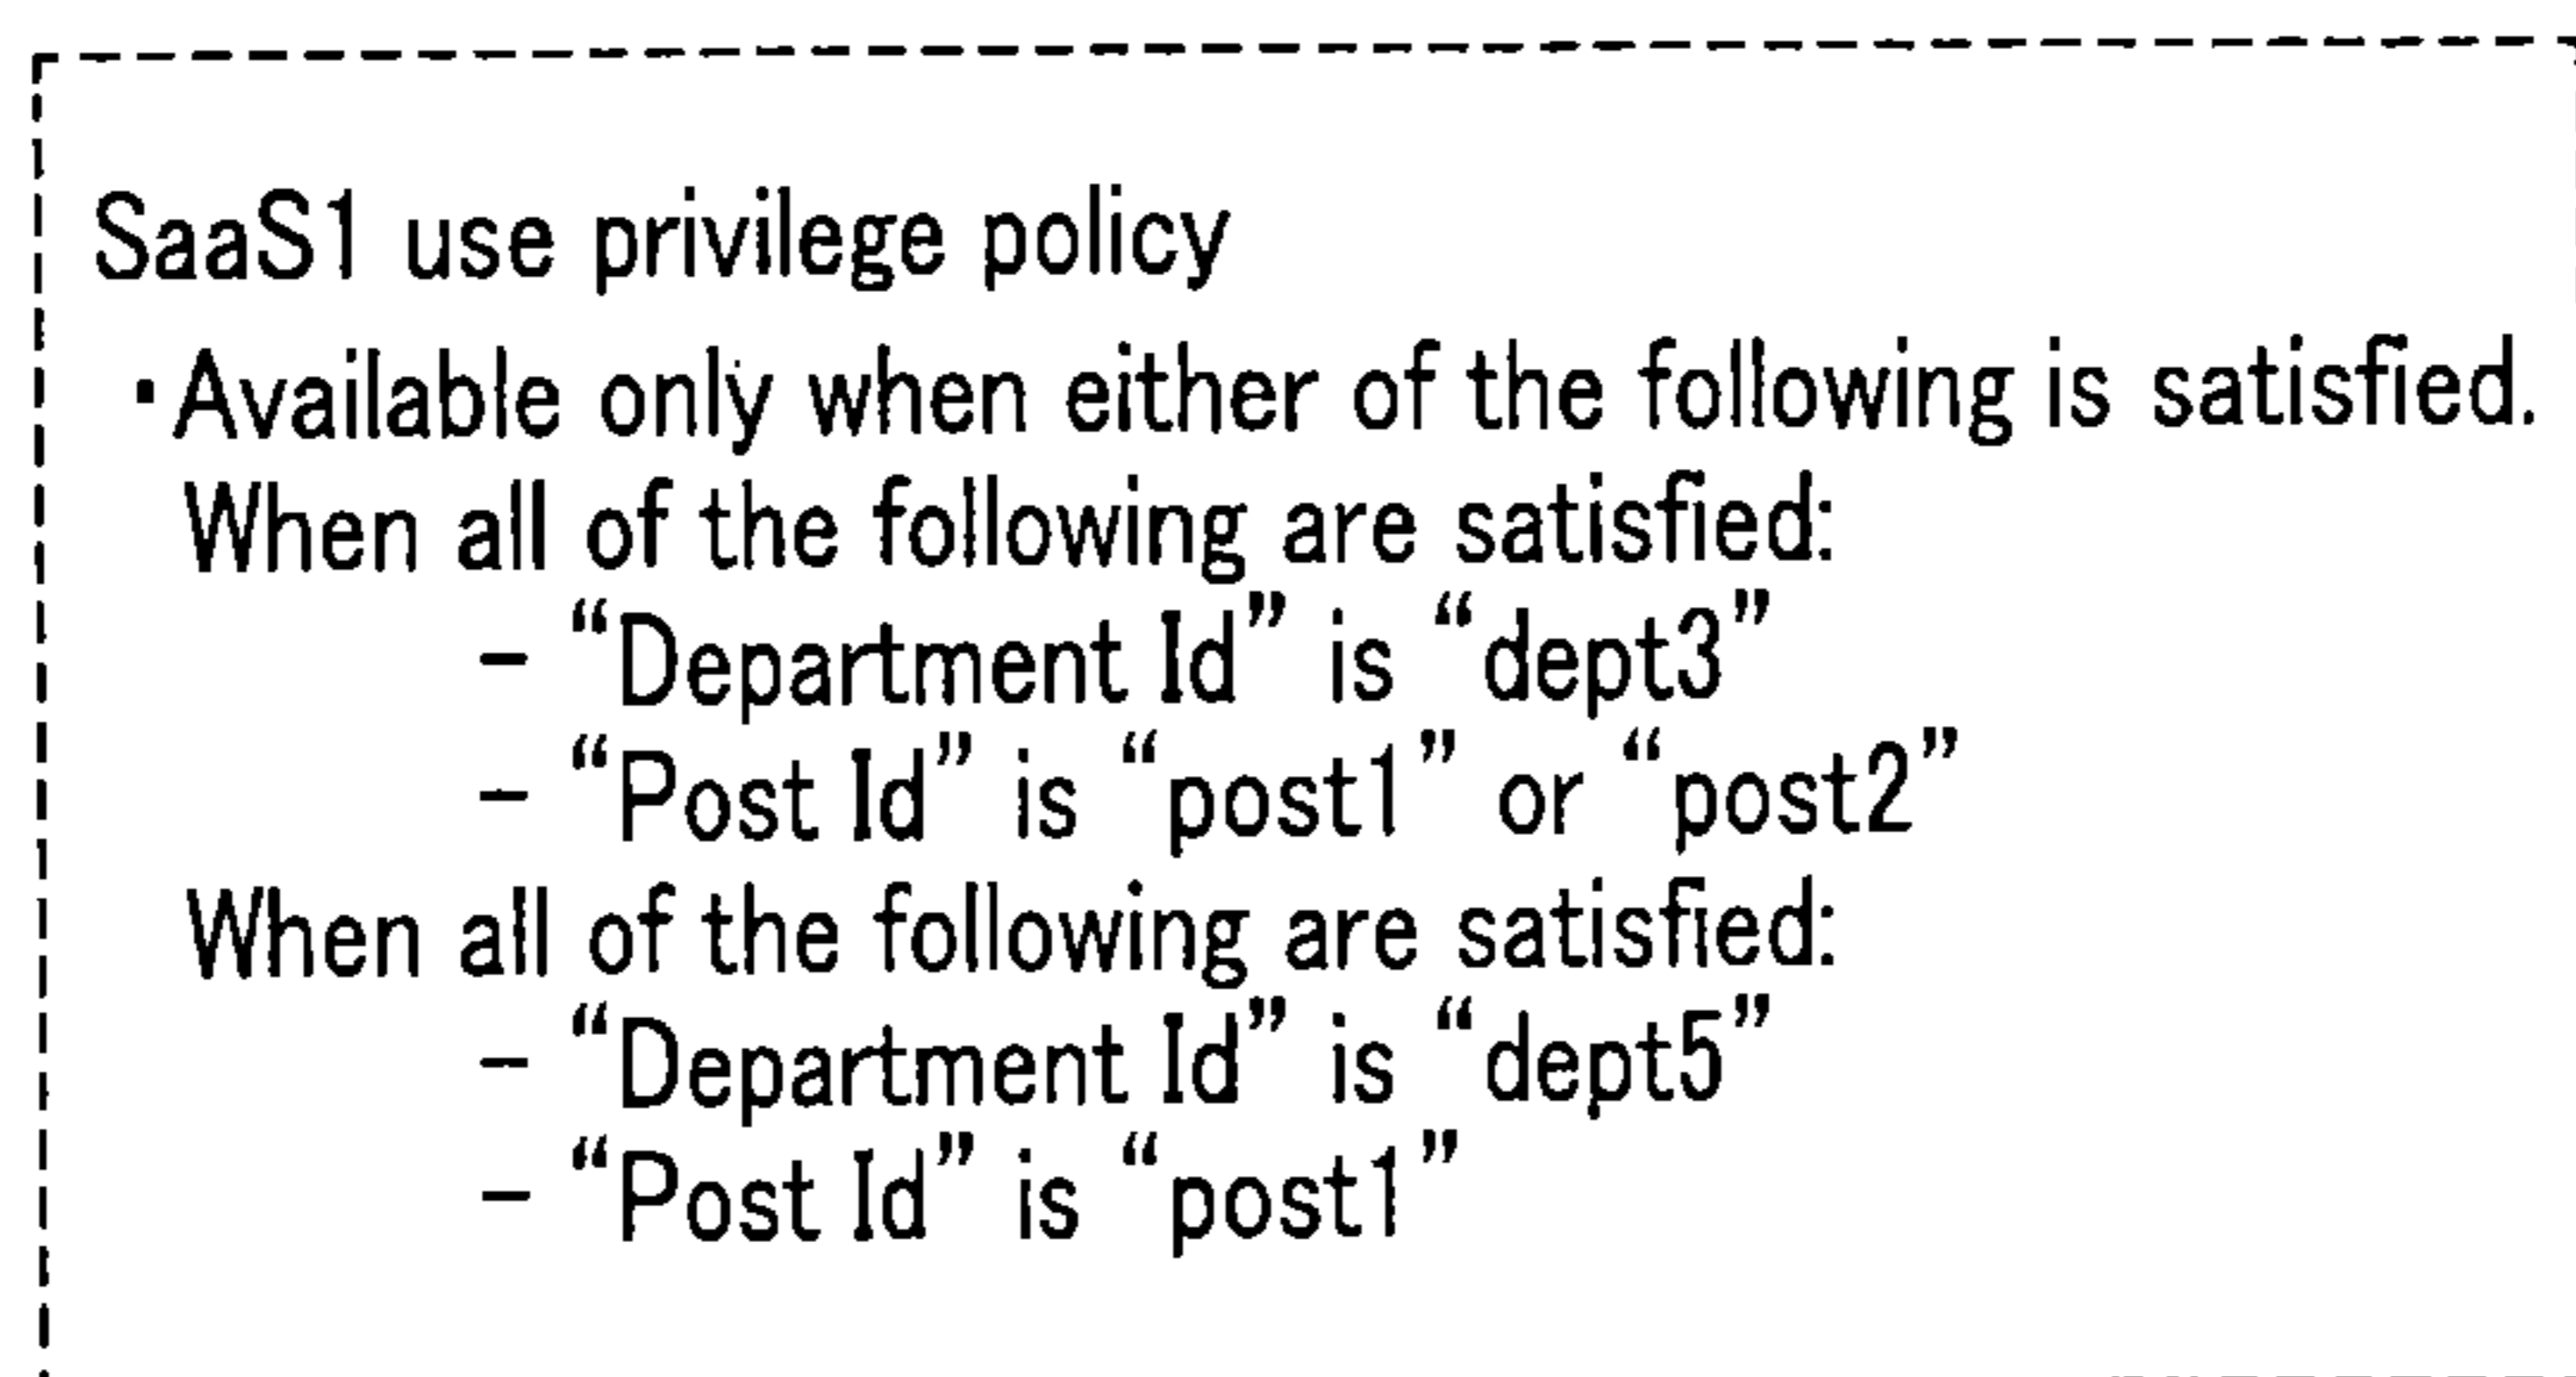 SaaS1 use privilege policy
・Available only when either of the following is satisfied.
When all of the following are satisfied:
− “Department Id” is “dept3”
− “Post Id” is “post1” or “post2”
When all of the following are satisfied:
− “Department Id” is “dept5”
− “Post Id” is “post1”